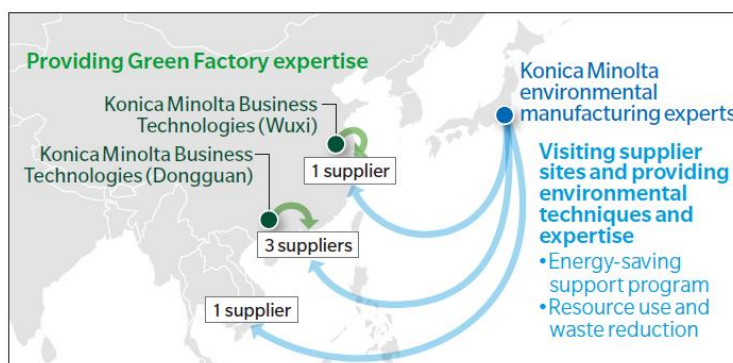 Providing Green Factory expertise
Konica Minolta Business
Technologies (Wuxi)
1 supplier
Konica Minolta Business
Technologies (Dongguan)
3 suppliers
1 supplier
Konica Minolta
environmental
manufacturing experts
Visiting supplier
sites and providing
environmental
techniques and
expertise
•Energy-saving
support program
•Resource use and
waste reduction